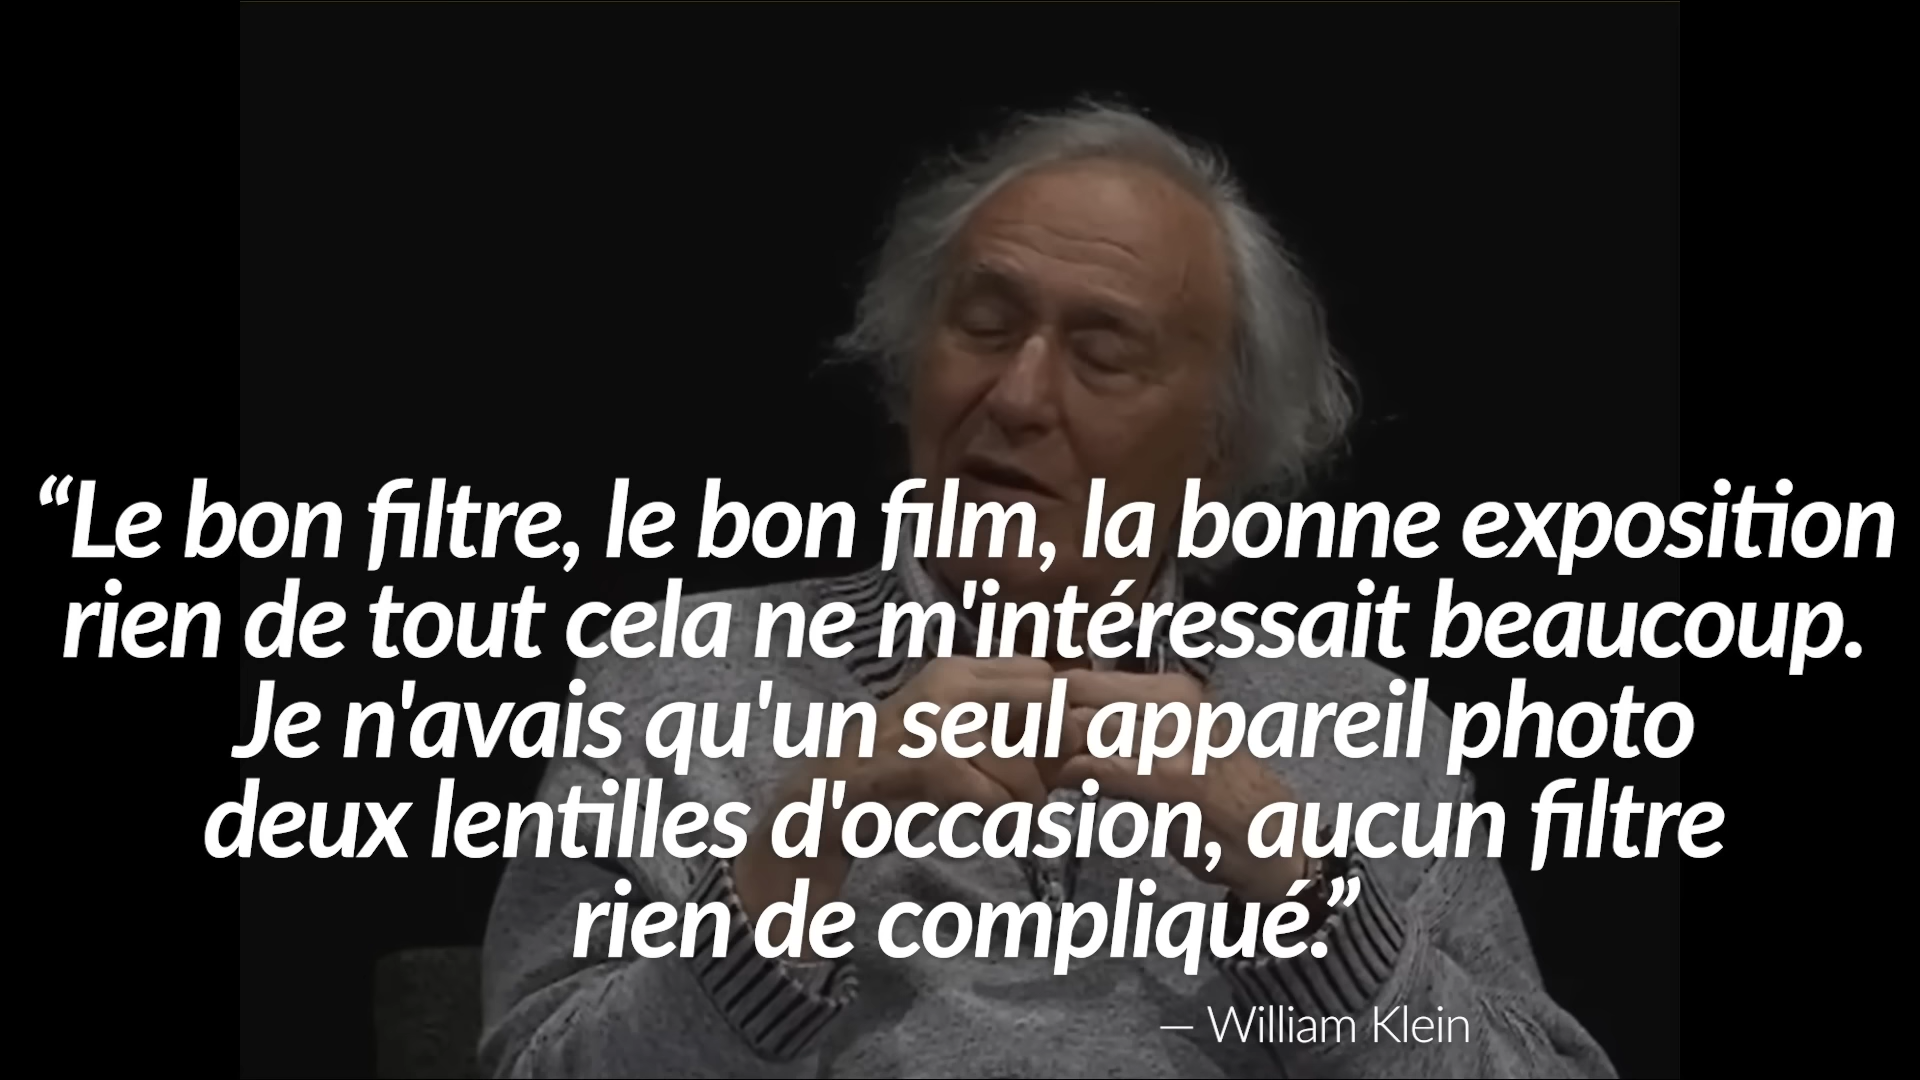 “Le bon filtre, le bon film, la bonne exposition
rien de tout cela ne m'intéressait beaucoup.
Je n'avais qu'un seul appareil photo
deux lentilles d'occasion, aucun filtre
rien de compliqué.”
— William Klein